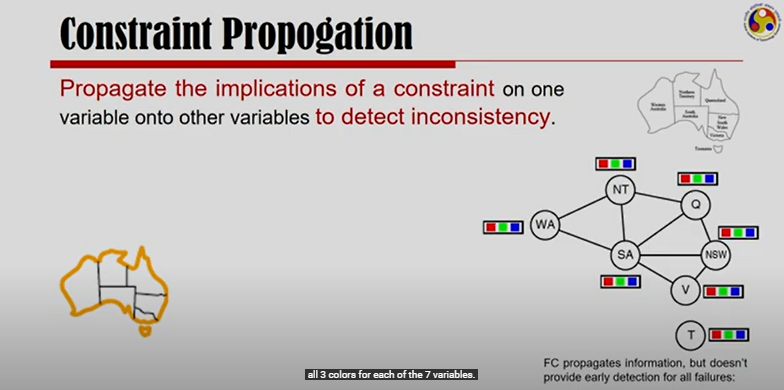 Constraint Propogation
Propagate the implications of a constraint on one
variable onto other variables to detect inconsistency.
Western
Australia
Northern
Territory
Queensland
South
Australia
New
South
Wales
Victoria
Tasmania
NT
Q
WA
SA
NSW
V
T
FC propagates information, but doesn't
provide early detection for all failures:
all 3 colors for each of the 7 variables.